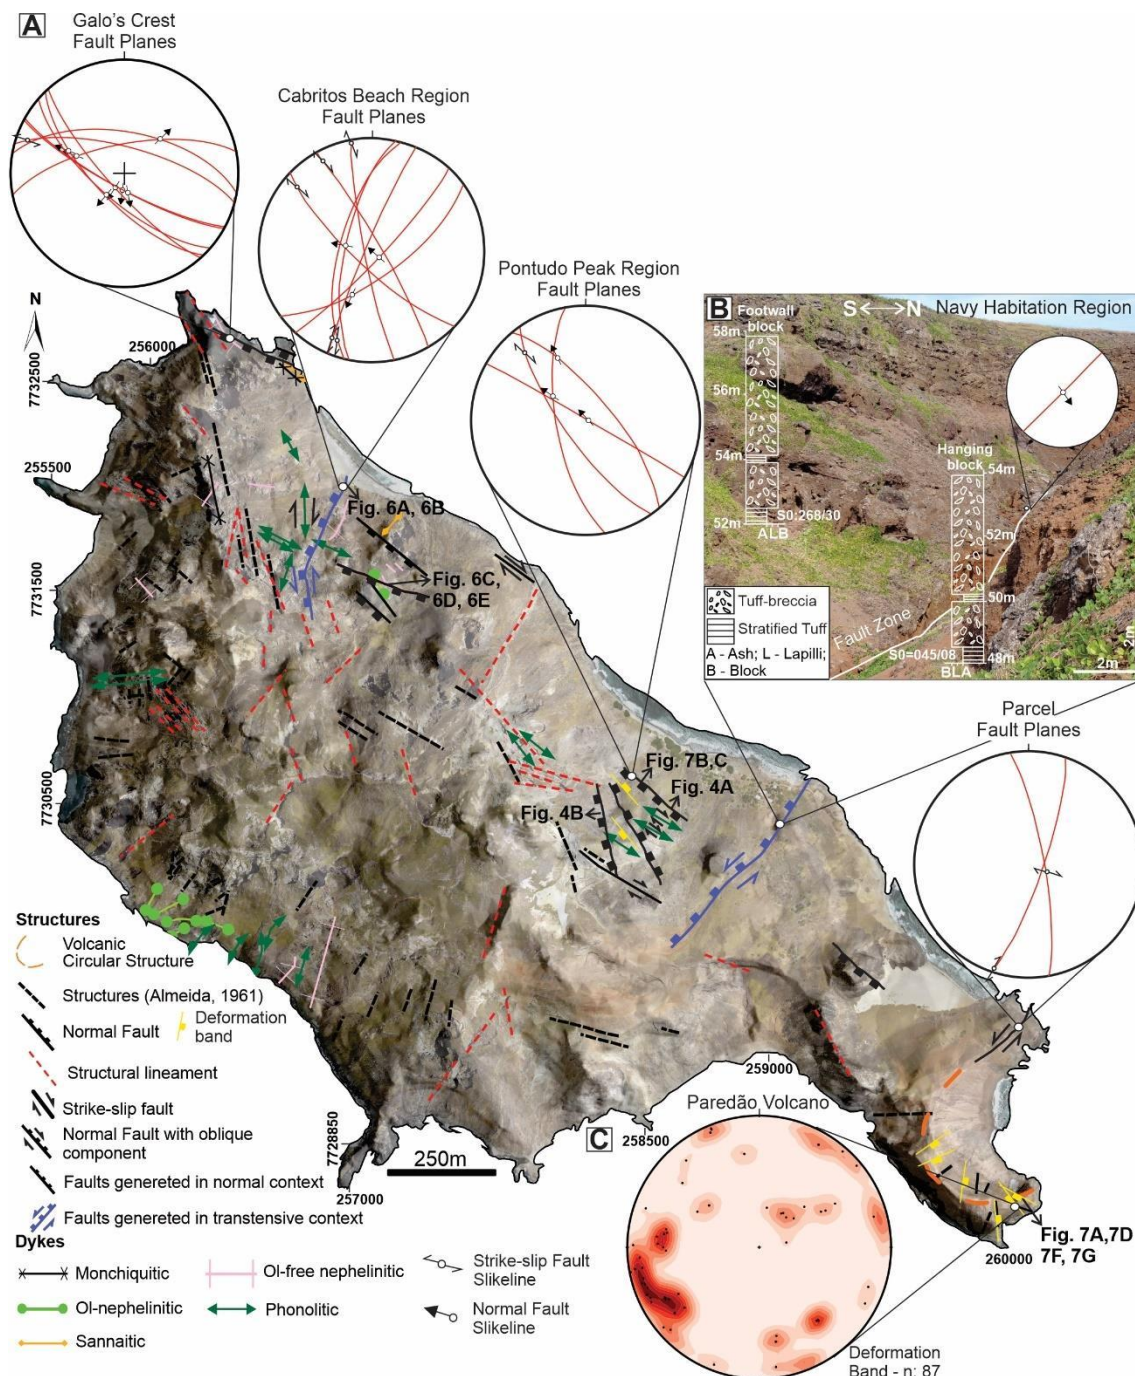 A
Galo's Crest
Fault Planes
Cabritos Beach Region
Fault Planes
Pontudo Peak Region
Fault Planes
B
S N
Navy Habitation Region
Footwall
block
58m
56m
54m
52m
S0:268/30
ALB
Hanging
block
54m
52m
50m
48m
S0=045/08
BLA
Fault Zone
2m
2m
Tuff-breccia
Stratified Tuff
A - Ash; L - Lapilli;
B - Block
N
256000
7732500
255500
7731500
7730500
7728850
257000
258500
259000
260000
Fig. 6A, 6B
Fig. 6C,
6D, 6E
Fig. 7B,C
Fig. 4A
Fig. 4B
Parcel
Fault Planes
250m
C
Paredão Volcano
Fig. 7A,7D
7F, 7G
Deformation
Band - n: 87
Structures
Volcanic
Circular Structure
Structures (Almeida, 1961)
Normal Fault
Deformation
band
Structural lineament
Strike-slip fault
Normal Fault with oblique
component
Faults genereted in normal context
Faults genereted in transtensive context
Dykes
Monchiquitic
Ol-free nephelinitic
Ol-nephelinitic
Phonolitic
Sannaitic
Strike-slip Fault
Slikeline
Normal Fault
Slikeline